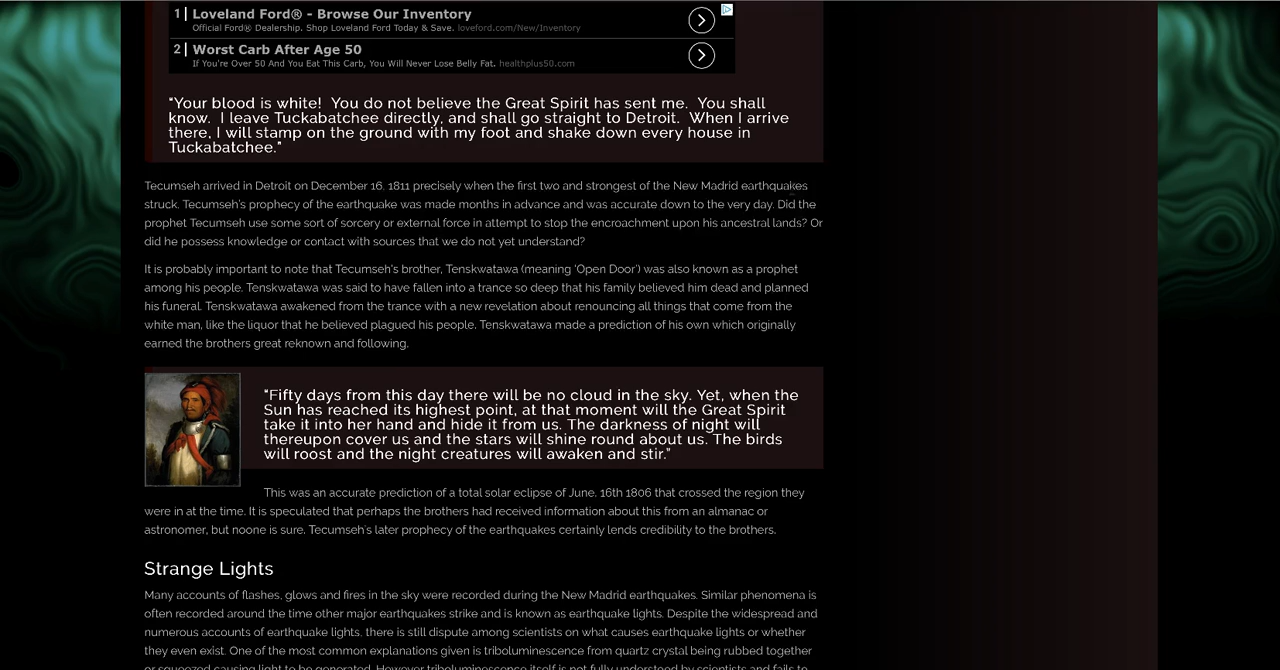 1 Loveland Ford® - Browse Our Inventory
Official Ford® Dealership. Shop Loveland Ford Today & Save. loveford.com/New/Inventory
2 Worst Carb After Age 50
If You're Over 50 And You Eat This Carb, You Will Never Lose Belly Fat. healthplus50.com
"Your blood is white!  You do not believe the Great Spirit has sent me.  You shall
know.  I leave Tuckabatchee directly, and shall go straight to Detroit.  When I arrive
there, I will stamp on the ground with my foot and shake down every house in
Tuckabatchee."
Tecumseh arrived in Detroit on December 16, 1811 precisely when the first two and strongest of the New Madrid earthquakes
struck. Tecumseh's prophecy of the earthquake was made months in advance and was accurate down to the very day. Did the
prophet Tecumseh use some sort of sorcery or external force in attempt to stop the encroachment upon his ancestral lands? Or
did he possess knowledge or contact with sources that we do not yet understand?
It is probably important to note that Tecumseh's brother, Tenskwatawa (meaning 'Open Door') was also known as a prophet
among his people. Tenskwatawa was said to have fallen into a trance so deep that his family believed him dead and planned
his funeral. Tenskwatawa awakened from the trance with a new revelation about renouncing all things that come from the
white man, like the liquor that he believed plagued his people. Tenskwatawa made a prediction of his own which originally
earned the brothers great reknown and following.
"Fifty days from this day there will be no cloud in the sky. Yet, when the
Sun has reached its highest point, at that moment will the Great Spirit
take it into her hand and hide it from us. The darkness of night will
thereupon cover us and the stars will shine round about us. The birds
will roost and the night creatures will awaken and stir."
This was an accurate prediction of a total solar eclipse of June, 16th 1806 that crossed the region they
were in at the time. It is speculated that perhaps the brothers had received information about this from an almanac or
astronomer, but noone is sure. Tecumseh's later prophecy of the earthquakes certainly lends credibility to the brothers.
Strange Lights
Many accounts of flashes, glows and fires in the sky were recorded during the New Madrid earthquakes. Similar phenomena is
often recorded around the time other major earthquakes strike and is known as earthquake lights. Despite the widespread and
numerous accounts of earthquake lights, there is still dispute among scientists on what causes earthquake lights or whether
they even exist. One of the most common explanations given is triboluminescence from quartz crystal being rubbed together
or squeezed causing light to be generated. However triboluminescence itself is not fully understood by scientists and fails to